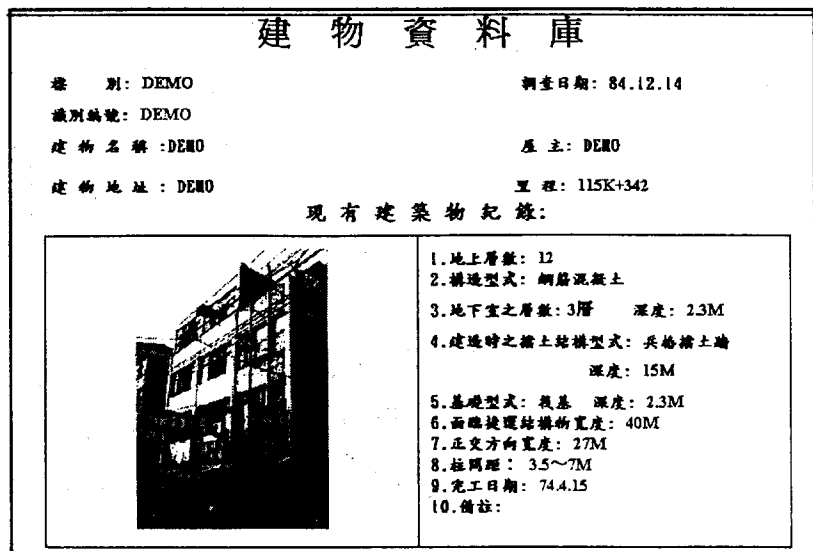 建物資料庫
標 別: DEMO 調查日期: 84.12.14
識別編號: DEMO
建物名稱 :DEMO 屋主: DEMO
建物地址 : DEMO 里程: 115K+342
現有建築物紀錄:
1.地上層數: 12
2.構造型式: 鋼筋混凝土
3.地下室之層數: 3層 深度: 2.3M
4.建造時之擋土結構型式: 兵樁擋土牆
深度: 15M
5.基礎型式: 筏基 深度: 2.3M
6.面臨捷運結構物寬度: 40M
7.正交方向寬度: 27M
8.柱間距: 3.5～7M
9.完工日期: 74.4.15
10.備註: